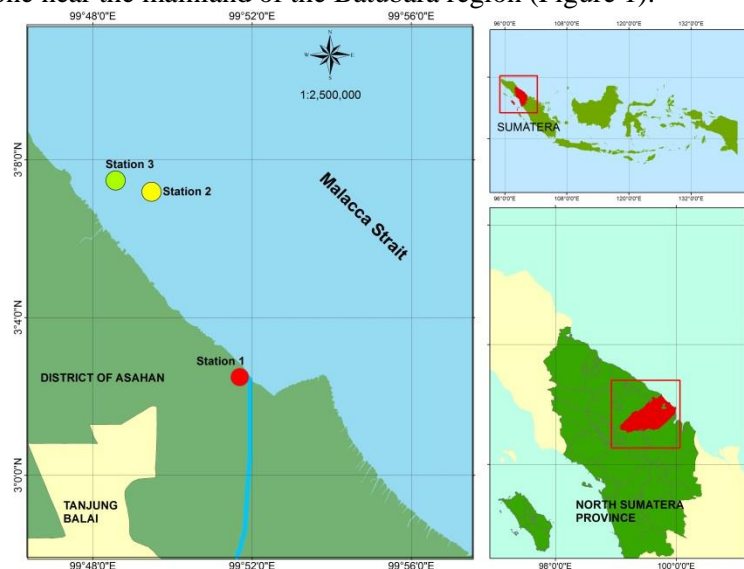 one near the mainland of the Batubara region (Figure 1).
99°48'0"E 99°52'0"E 99°56'0"E
N
W E
S
1:2,500,000
3°8'0"N
Station 3
Station 2
Malacca Strait
3°4'0"N
Station 1
DISTRICT OF ASAHAN
3°0'0"N
TANJUNG
BALAI
99°48'0"E 99°52'0"E 99°56'0"E
96°0'0"E 108°0'0"E 120°0'0"E 132°0'0"E
SUMATERA
96°0'0"E 108°0'0"E 120°0'0"E 132°0'0"E
NORTH SUMATERA
PROVINCE
98°0'0"E 100°0'0"E